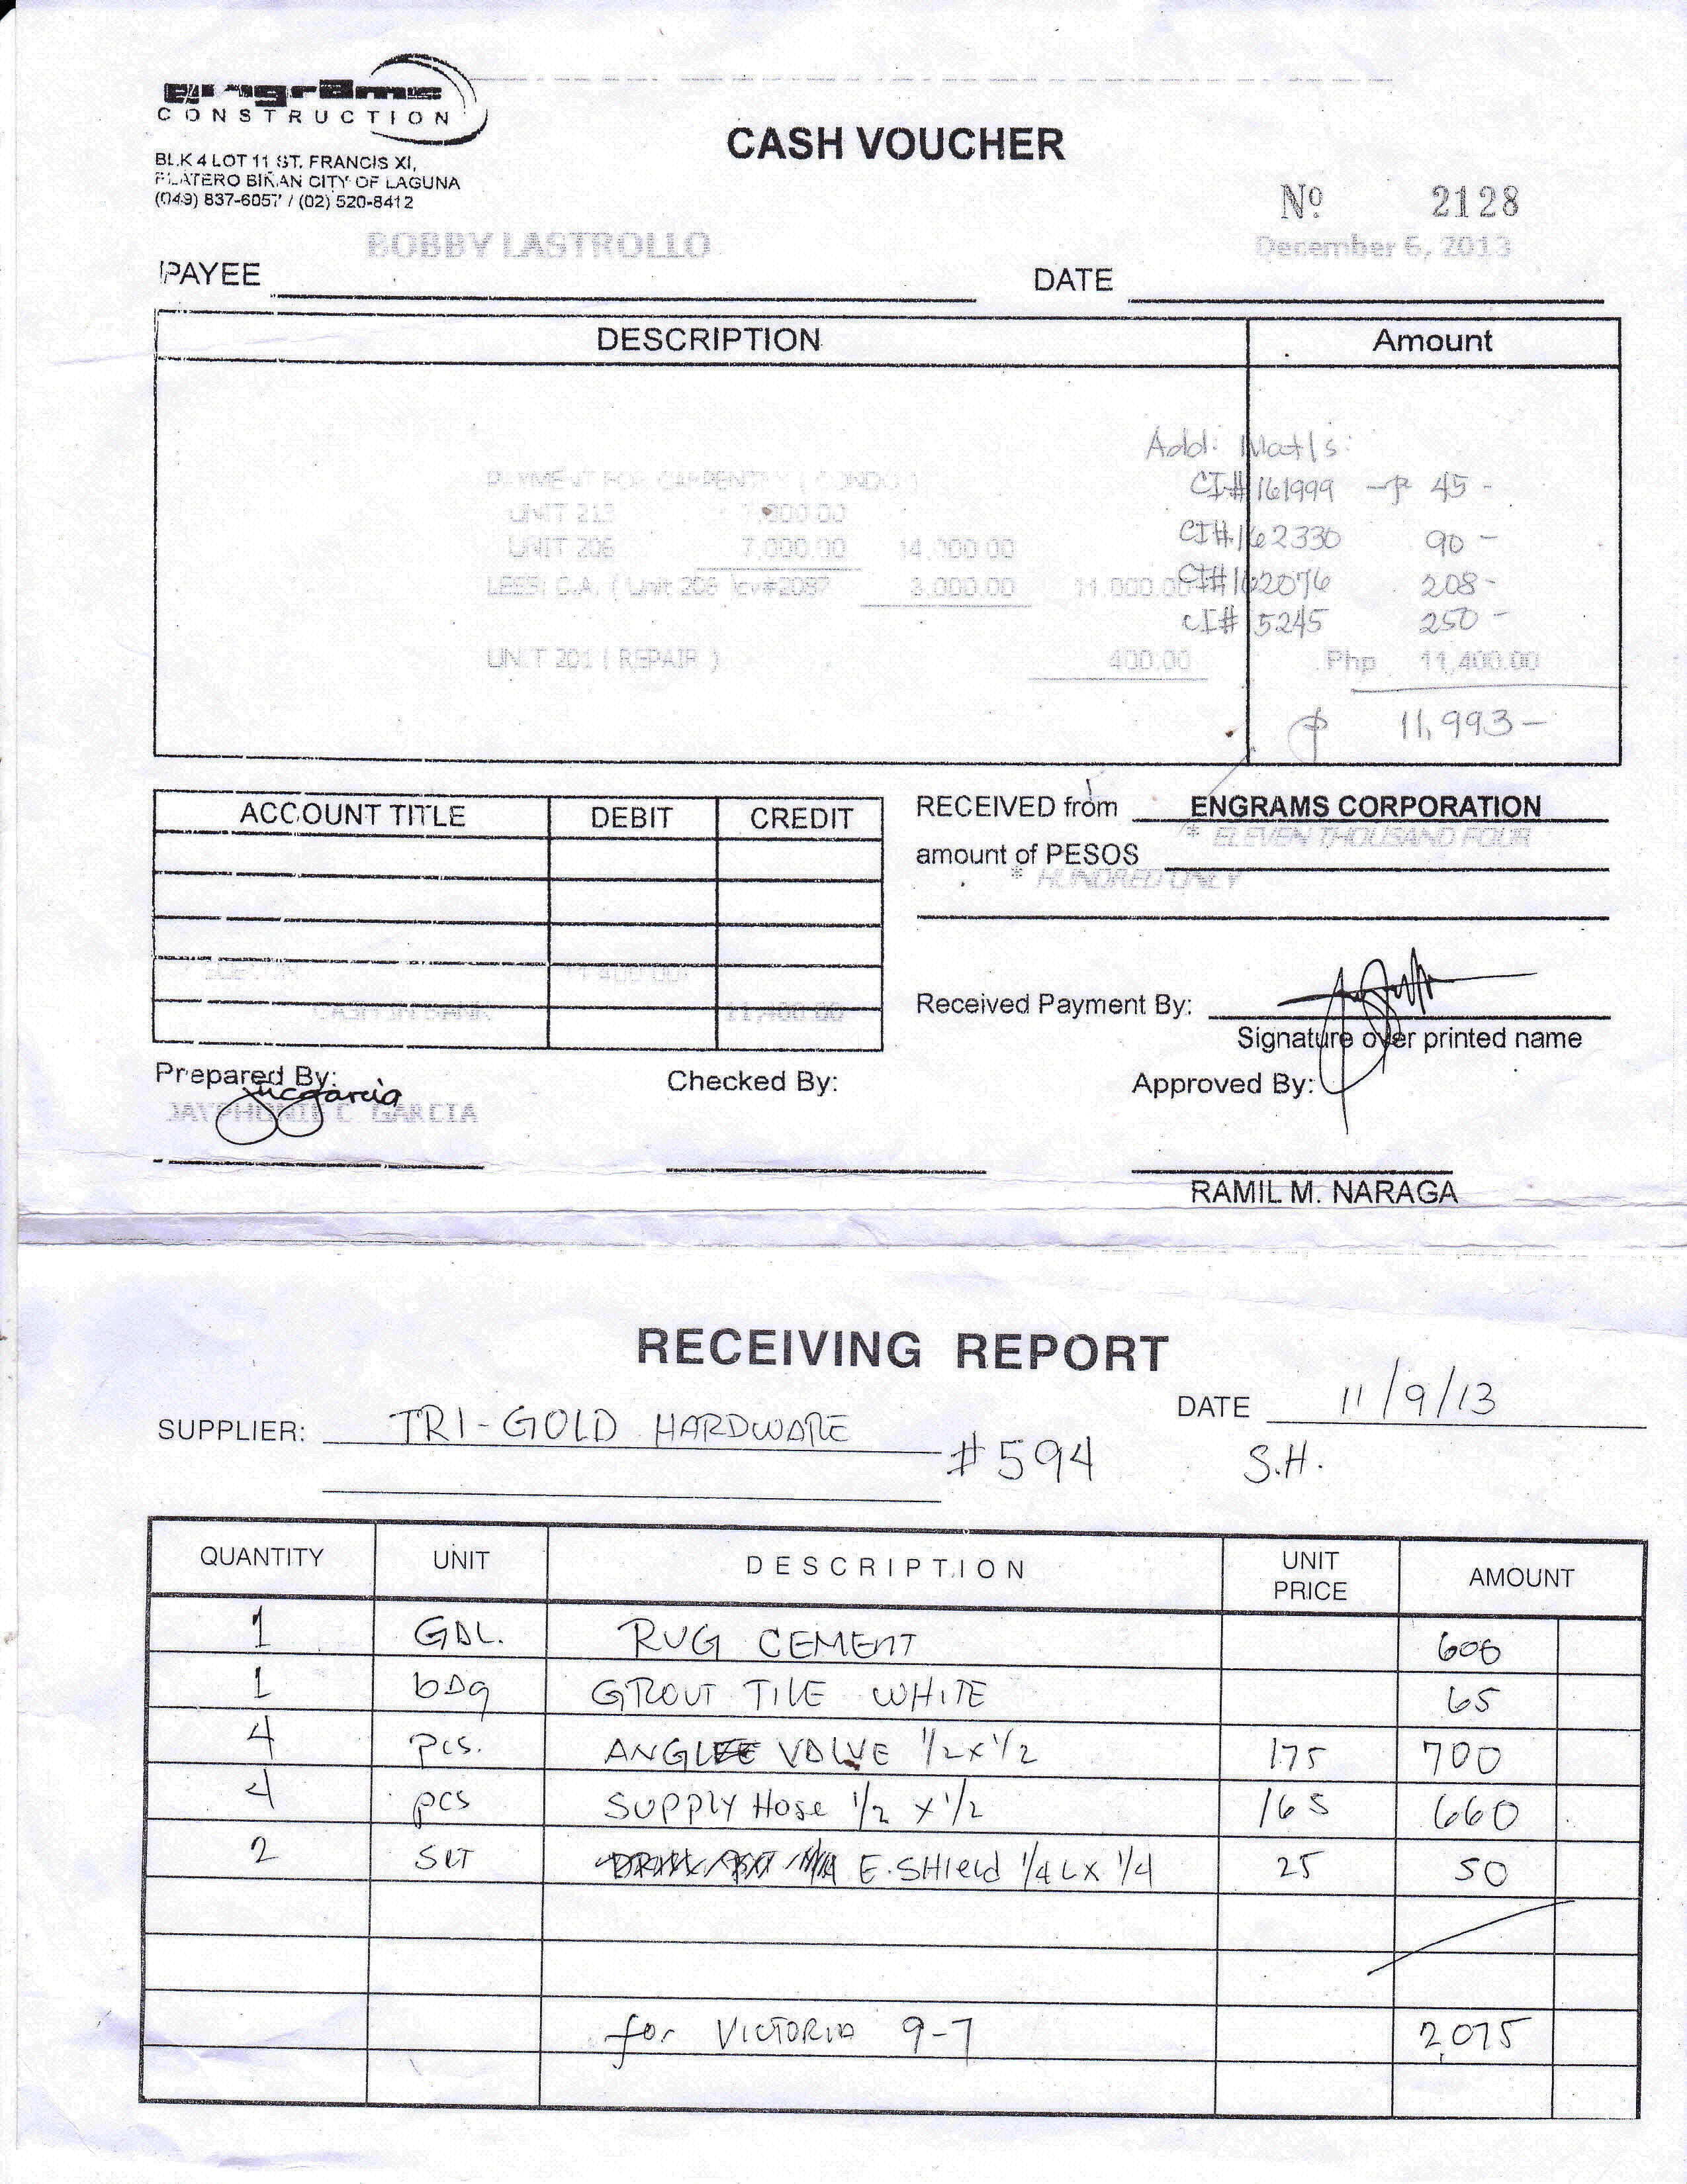 engrams
CONSTRUCTION
BLK 4 LOT 11 ST. FRANCIS XI,
PLATERO BIÑAN CITY OF LAGUNA
(049) 837-6057 / (02) 520-8412
CASH VOUCHER
Nº 2128
BOBBY LASTROLLO
December 6, 2013
PAYEE DATE
DESCRIPTION Amount
Add: Matls:
PAYMENT FOR CARPENTRY ( CONDO ) CI# 161999 - ₱ 45 -
UNIT 213 7,000.00
CI# 162330 90 -
UNIT 206 7,000.00 14,000.00
LESS: C.A. ( Unit 206 /cv#2087 3,000.00 11,000.00 CI# 162076 208-
CI# 5245 250 -
UNIT 201 ( REPAIR ) 400.00 Php 11,400.00
₱ 11,993-
ACCOUNT TITLE DEBIT CREDIT
11,400.00
CASH IN BANK 11,400.00
RECEIVED from ENGRAMS CORPORATION
* ELEVEN THOUSAND FOUR
amount of PESOS
* HUNDRED ONLY
Received Payment By:
Signature over printed name
Prepared By: Checked By: Approved By:
jmcgarcia
GARCIA
RAMIL M. NARAGA
RECEIVING REPORT
DATE 11/9/13
SUPPLIER: TRI-GOLD HARDWARE
#594 S.H.
QUANTITY UNIT DESCRIPTION UNIT PRICE AMOUNT
1 GAL. RUG CEMENT 600
1 bag GROUT TILE WHITE 65
4 pcs. ANGLE VALVE 1/2 x 1/2 175 700
4 pcs SUPPLY Hose 1/2 x 1/2 165 660
2 SET E-SHIELD 1/4 L x 1/4 25 50
for VICTORIA 9-7 2,075